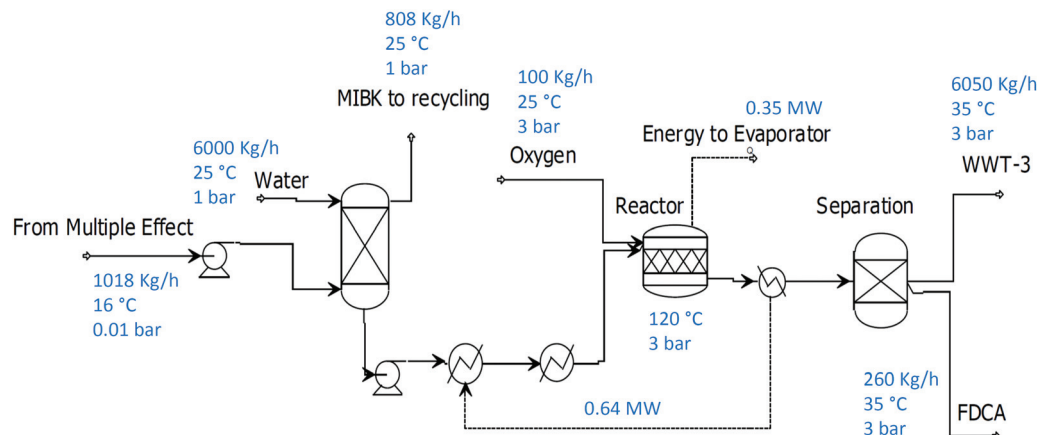 808 Kg/h
25 °C
1 bar
MIBK to recycling
100 Kg/h
25 °C
3 bar
Oxygen
0.35 MW
Energy to Evaporator
6050 Kg/h
35 °C
3 bar
WWT-3
6000 Kg/h
25 °C
1 bar
Water
From Multiple Effect
1018 Kg/h
16 °C
0.01 bar
Reactor
120 °C
3 bar
Separation
0.64 MW
260 Kg/h
35 °C
3 bar
FDCA